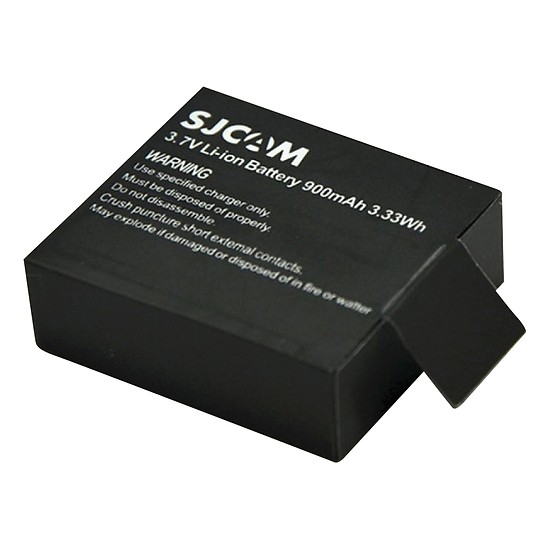 SJCAM
3.7V Li-ion Battery 900mAh 3.33Wh
WARNING
Use specified charger only.
Must be disposed of properly.
Do not disassemble.
Crush puncture short external contacts.
May explode if damaged or disposed of in fire or watter